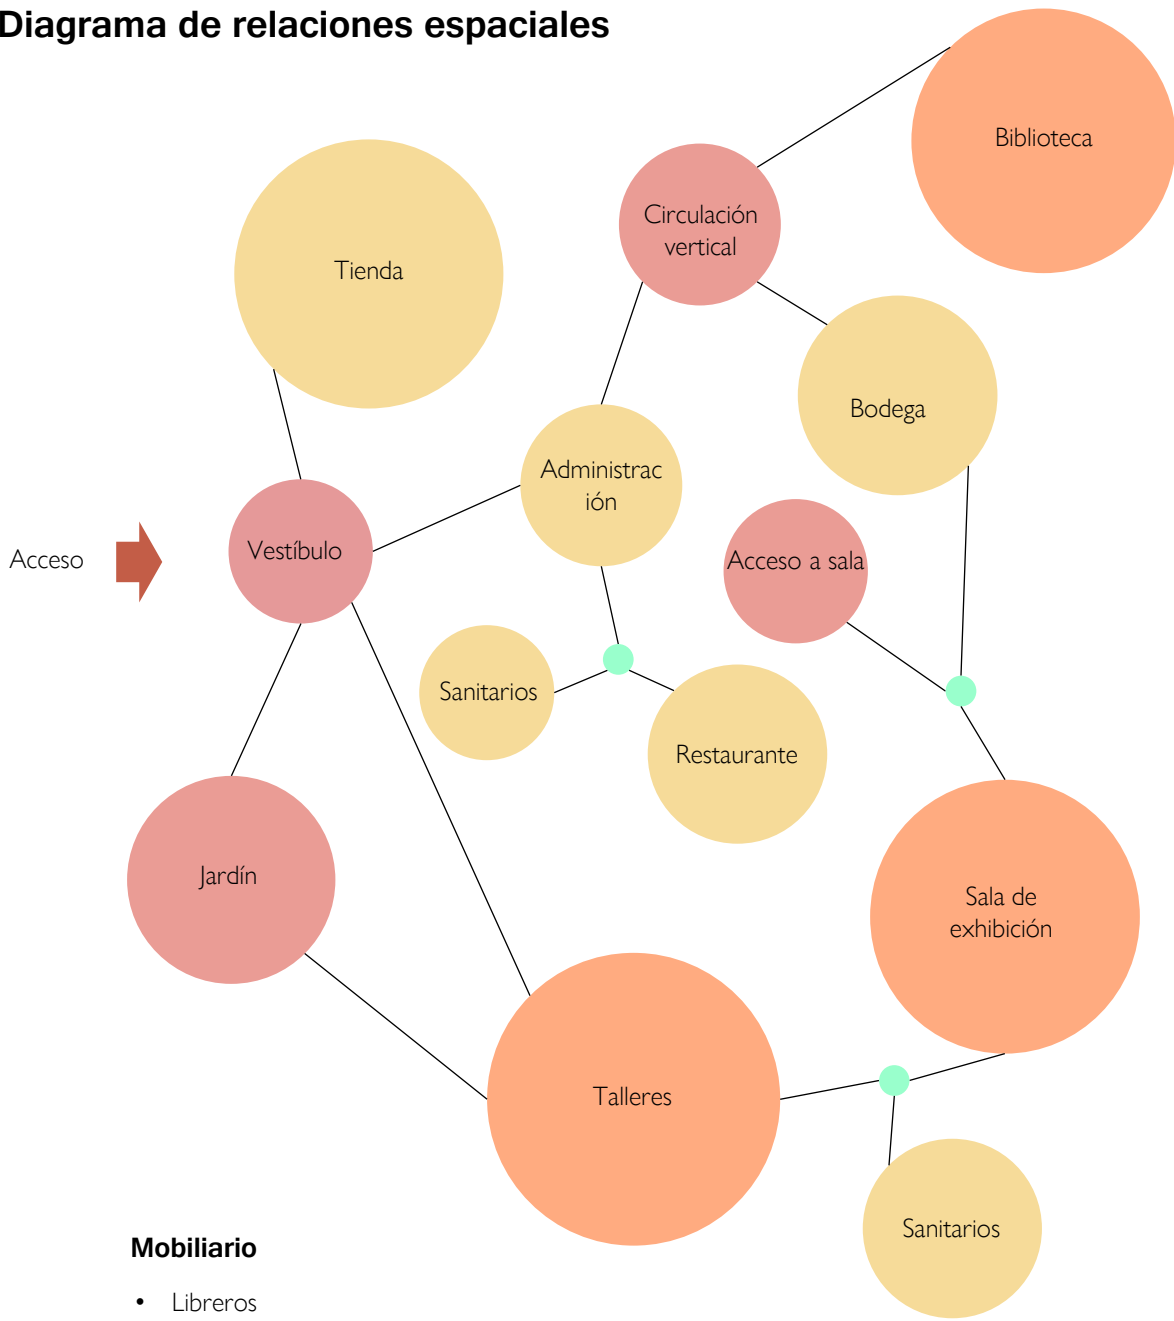 Diagrama de relaciones espaciales
Biblioteca
Circulación
vertical
Tienda
Bodega
Administrac
ión
Vestíbulo
Acceso
Acceso a sala
Sanitarios
Restaurante
Jardín
Sala de
exhibición
Talleres
Sanitarios
Mobiliario
• Libreros